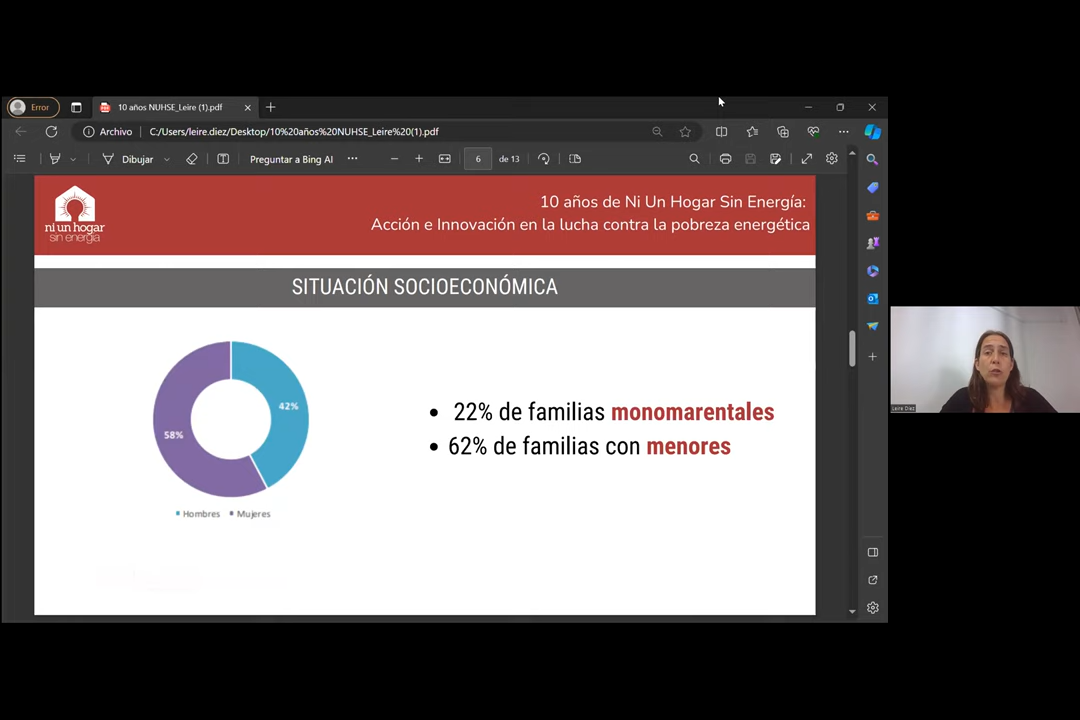 Error
10 años NUHSE_Leire (1).pdf
Archivo
C:/Users/leire.diez/Desktop/10%20años%20NUHSE_Leire%20(1).pdf
Dibujar
Preguntar a Bing AI
6
de 13
ni un hogar
sin energía
10 años de Ni Un Hogar Sin Energía:
Acción e Innovación en la lucha contra la pobreza energética
SITUACIÓN SOCIOECONÓMICA
42%
58%
Hombres
Mujeres
• 22% de familias monomarentales
• 62% de familias con menores
Leire Diez